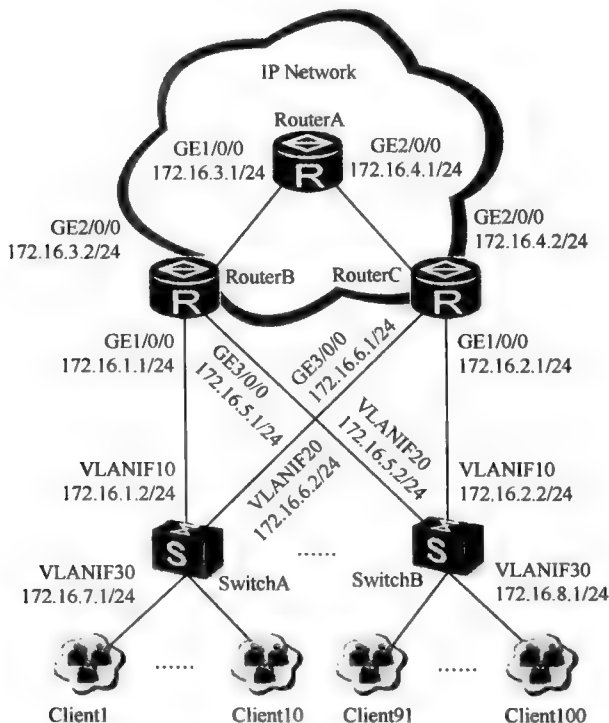 IP Network
RouterA
GE1/0/0
172.16.3.1/24
GE2/0/0
172.16.4.1/24
R
GE2/0/0
172.16.3.2/24
GE2/0/0
172.16.4.2/24
RouterB
RouterC
R
R
GE1/0/0
172.16.1.1/24
GE3/0/0
172.16.5.1/24
GE3/0/0
172.16.6.1/24
GE1/0/0
172.16.2.1/24
VLANIF10
172.16.1.2/24
VLANIF20
172.16.6.2/24
VLANIF20
172.16.5.2/24
VLANIF10
172.16.2.2/24
S
......
S
VLANIF30
172.16.7.1/24
SwitchA
SwitchB
VLANIF30
172.16.8.1/24
......
......
Client1
Client10
Client91
Client100